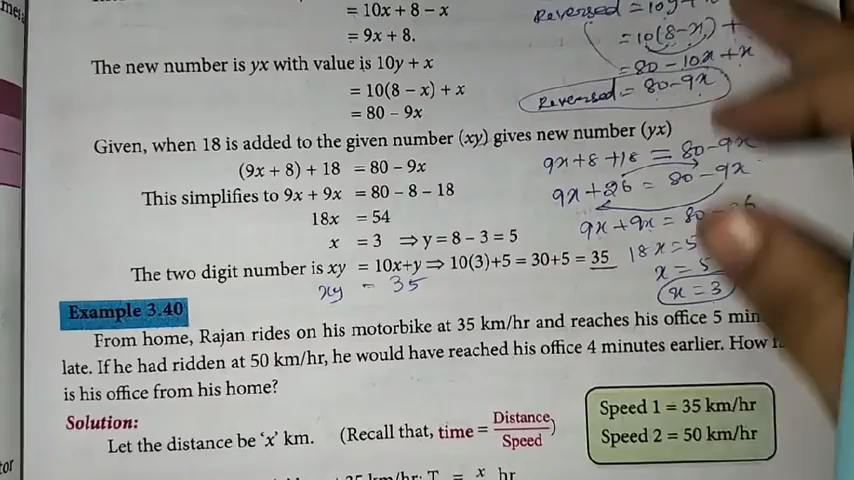 = 10x + 8 – x
= 9x + 8.
The new number is yx with value is 10y + x
= 10(8 – x) + x
= 80 – 9x
Given, when 18 is added to the given number (xy) gives new number (yx)
(9x + 8) + 18 = 80 – 9x
This simplifies to 9x + 9x = 80 – 8 – 18
18x = 54
x = 3 ⇒ y = 8 – 3 = 5
The two digit number is xy = 10x+y ⇒ 10(3)+5 = 30+5 = 35
xy = 35
Reversed = 10y +
= 10(8-x) +
= 80 - 10x + x
Reversed = 80 - 9x
9x + 8 + 18 = 80 - 9x
9x + 26 = 80 - 9x
9x + 9x = 80 -
18x = 5
x = 5
x = 3
Example 3.40
From home, Rajan rides on his motorbike at 35 km/hr and reaches his office 5 min
late. If he had ridden at 50 km/hr, he would have reached his office 4 minutes earlier. How
is his office from his home?
Solution:
Let the distance be 'x' km. (Recall that, time = Distance / Speed)
Speed 1 = 35 km/hr
Speed 2 = 50 km/hr